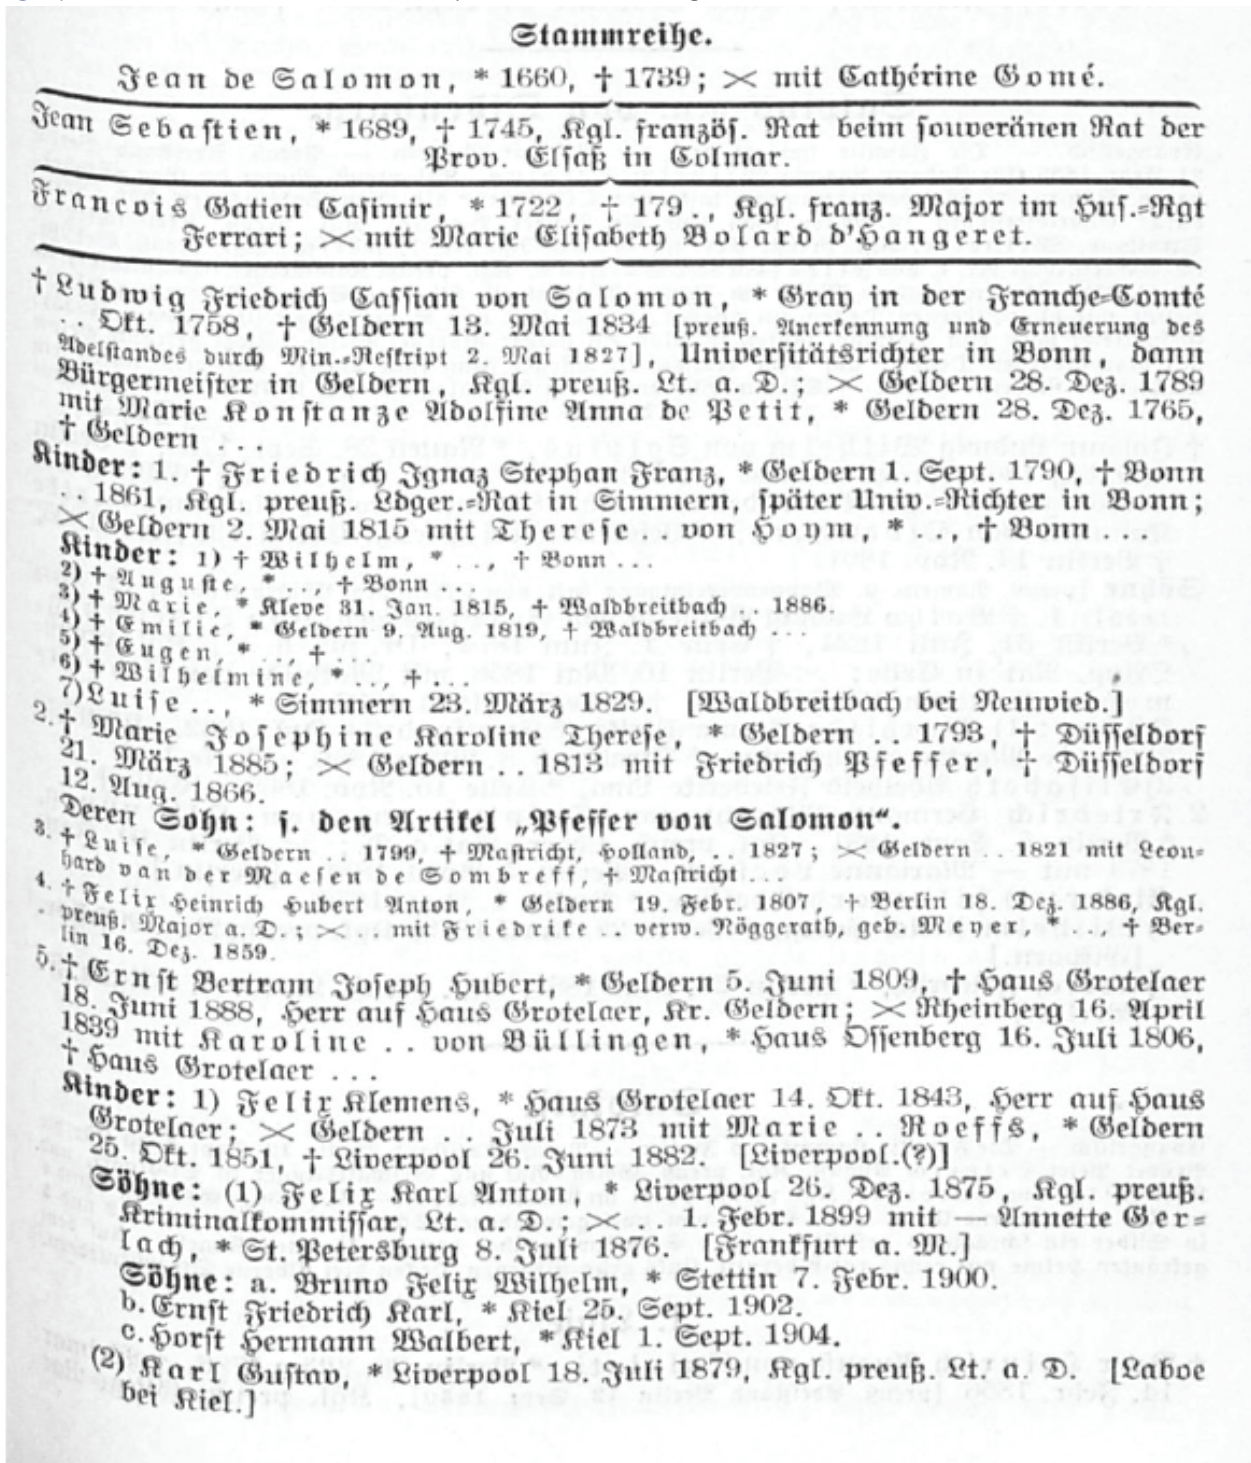 Stammreihe.
Jean de Salomon, * 1660, † 1739; ⚔ mit Cathérine Gomé.
Jean Sebastien, * 1689, † 1745, Kgl. französ. Rat beim souveränen Rat der
Prov. Elsaß in Colmar.
Francois Gatien Casimir, * 1722, † 179 ., Kgl. franz. Major im Hus.=Rgt
Ferrari; ⚔ mit Marie Elisabeth Bolard d'Hangeret.
† Ludwig Friedrich Cassian von Salomon, * Gray in der Franche=Comté
. . Okt. 1758, † Geldern 13. Mai 1834 [preuß. Anerkennung und Erneuerung des
Adelstandes durch Min.=Reskript 2. Mai 1827], Universitätsrichter in Bonn, dann
Bürgermeister in Geldern, Kgl. preuß. Lt. a. D.; ⚔ Geldern 28. Dez. 1789
mit Marie Konstanze Adolfine Anna de Petit, * Geldern 28. Dez. 1765,
† Geldern
Kinder: 1. † Friedrich Ignaz Stephan Franz, * Geldern 1. Sept. 1790, † Bonn
. . 1861, Kgl. preuß. Ldger.=Rat in Simmern, später Univ.=Richter in Bonn;
⚔ Geldern 2. Mai 1815 mit Therese . . von Hoym, * . ., † Bonn . . .
Kinder: 1) † Wilhelm, * . ., † Bonn . . .
2) † Auguste, * . ., † Bonn . . .
3) † Marie, * Kleve 31. Jan. 1815, † Waldbreitbach . . 1886.
4) † Emilie, * Geldern 9. Aug. 1819, † Waldbreitbach . . .
5) † Eugen, * . ., † . .
6) † Wilhelmine, * . ., † . . .
7) Luise . ., * Simmern 23. März 1829. [Waldbreitbach bei Neuwied.]
2. † Marie Josephine Karoline Therese, * Geldern . . 1793, † Düsseldorf
21. März 1885; ⚔ Geldern . . 1813 mit Friedrich Pfeffer, † Düsseldorf
12. Aug. 1866.
Deren Sohn: s. den Artikel „Pfeffer von Salomon“.
3. † Luise, * Geldern . . 1799, † Mastricht, Holland, . . 1827; ⚔ Geldern . . 1821 mit Leon=
hard van der Maesen de Sombreff, † Mastricht . . .
4. † Felix Heinrich Hubert Anton, * Geldern 19. Febr. 1807, † Berlin 18. Dez. 1886, Kgl.
preuß. Major a. D.; ⚔ . . mit Friedrike . . verw. Nöggerath, geb. Meyer, * . ., † Ber=
lin 16. Dez. 1859.
5. † Ernst Bertram Joseph Hubert, * Geldern 5. Juni 1809, † Haus Grotelaer
18. Juni 1888, Herr auf Haus Grotelaer, Kr. Geldern; ⚔ Rheinberg 16. April
1839 mit Karoline . . von Büllingen, * Haus Ossenberg 16. Juli 1806,
† Haus Grotelaer . . .
Kinder: 1) Felix Klemens, * Haus Grotelaer 14. Okt. 1843, Herr auf Haus
Grotelaer; ⚔ Geldern . . Juli 1873 mit Marie . . Roeffs, * Geldern
25. Okt. 1851, † Liverpool 26. Juni 1882. [Liverpool.(?)]
Söhne: (1) Felix Karl Anton, * Liverpool 26. Dez. 1875, Kgl. preuß.
Kriminalkommissar, Lt. a. D.; ⚔ . . 1. Febr. 1899 mit — Annette Ger=
lach, * St. Petersburg 8. Juli 1876. [Frankfurt a. M.]
Söhne: a. Bruno Felix Wilhelm, * Stettin 7. Febr. 1900.
b. Ernst Friedrich Karl, * Kiel 25. Sept. 1902.
c. Horst Hermann Walbert, * Kiel 1. Sept. 1904.
(2) Karl Gustav, * Liverpool 18. Juli 1879, Kgl. preuß. Lt. a. D. [Laboe
bei Kiel.]